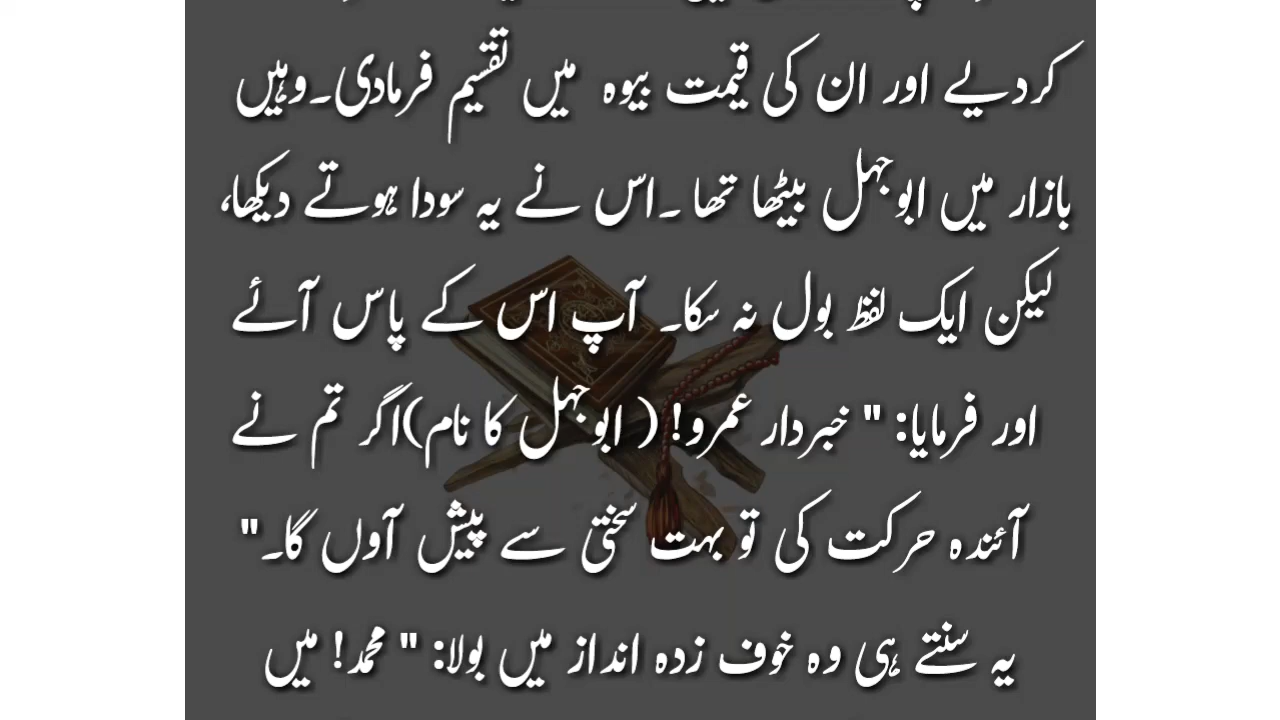 کردیے اور ان کی قیمت بیوہ میں تقسیم فرمادی۔وہیں
بازار میں ابوجہل بیٹھا تھا ۔اس نے یہ سودا ہوتے دیکھا،
لیکن ایک لفظ بول نہ سکا۔ آپ اس کے پاس آئے
اور فرمایا: " خبردار عمرو! ( ابوجہل کا نام)اگر تم نے
آئندہ حرکت کی تو بہت سختی سے پیش آوں گا۔"
یہ سنتے ہی وہ خوف زدہ انداز میں بولا: " محمد! میں